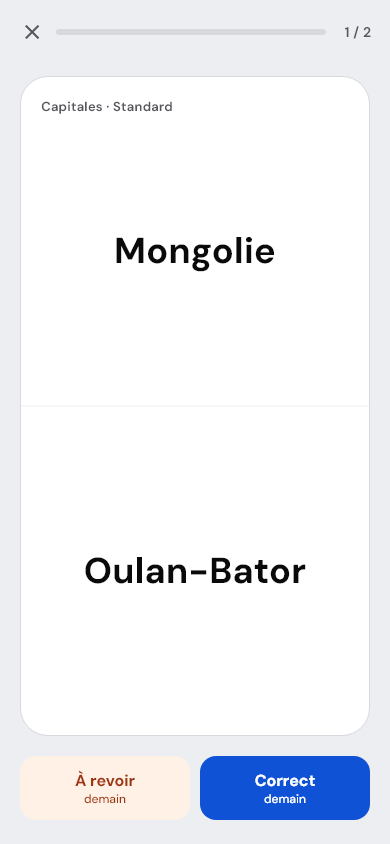 1 / 2
Capitales · Standard
Mongolie
Oulan-Bator
À revoir
demain
Correct
demain